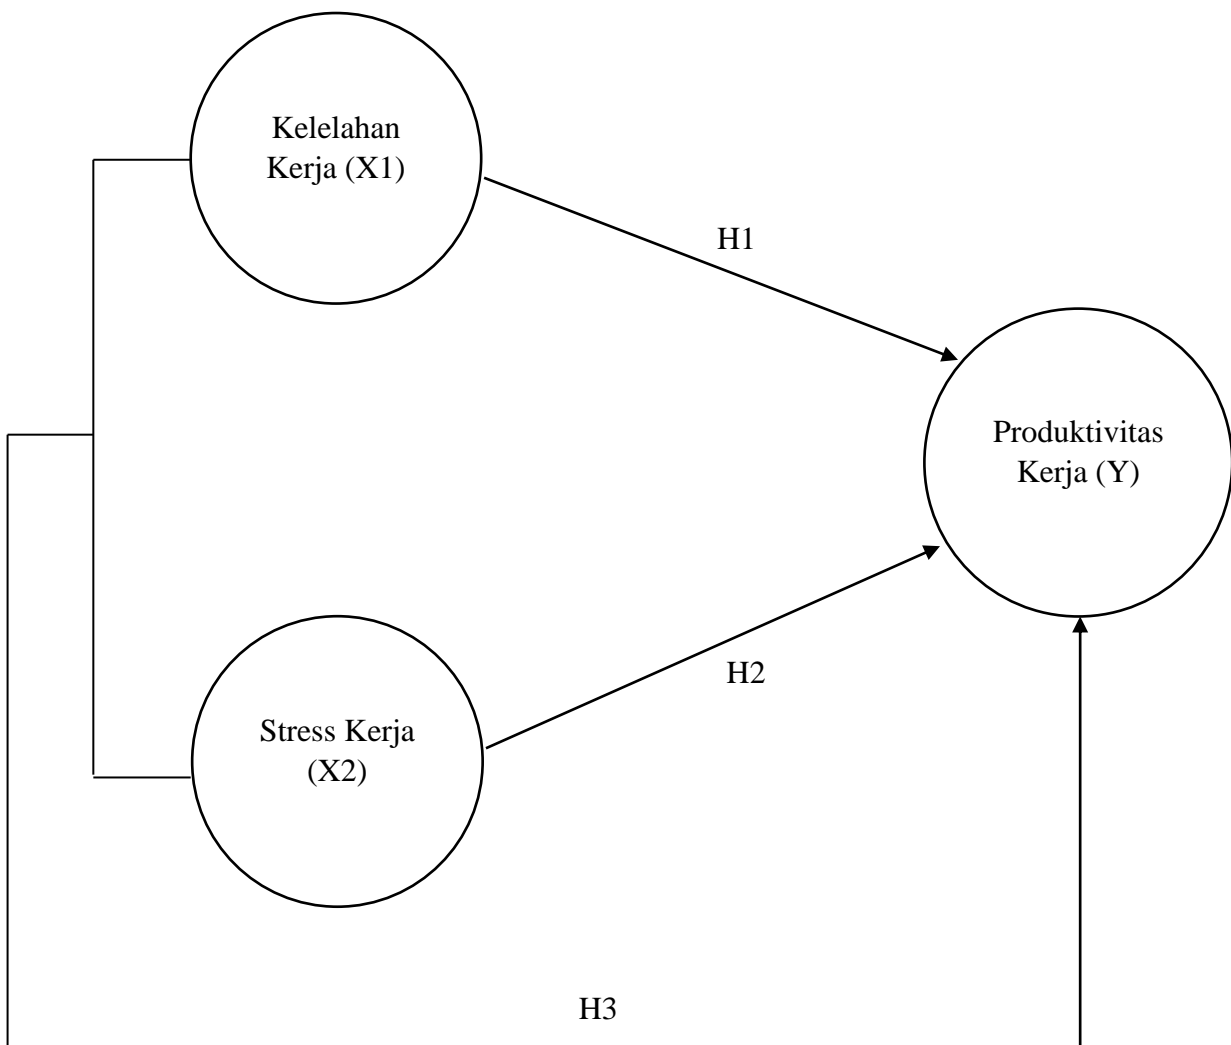 Kelelahan
Kerja (X1)
H1
Produktivitas
Kerja (Y)
H2
Stress Kerja
(X2)
H3